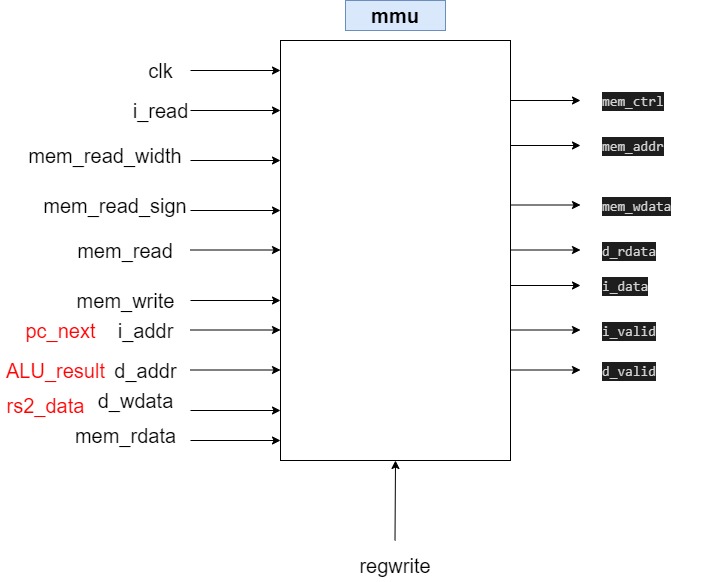 mmu
clk
i_read
mem_read_width
mem_read_sign
mem_read
mem_write
pc_next i_addr
ALU_result d_addr
rs2_data d_wdata
mem_rdata
mem_ctrl
mem_addr
mem_wdata
d_rdata
i_data
i_valid
d_valid
regwrite